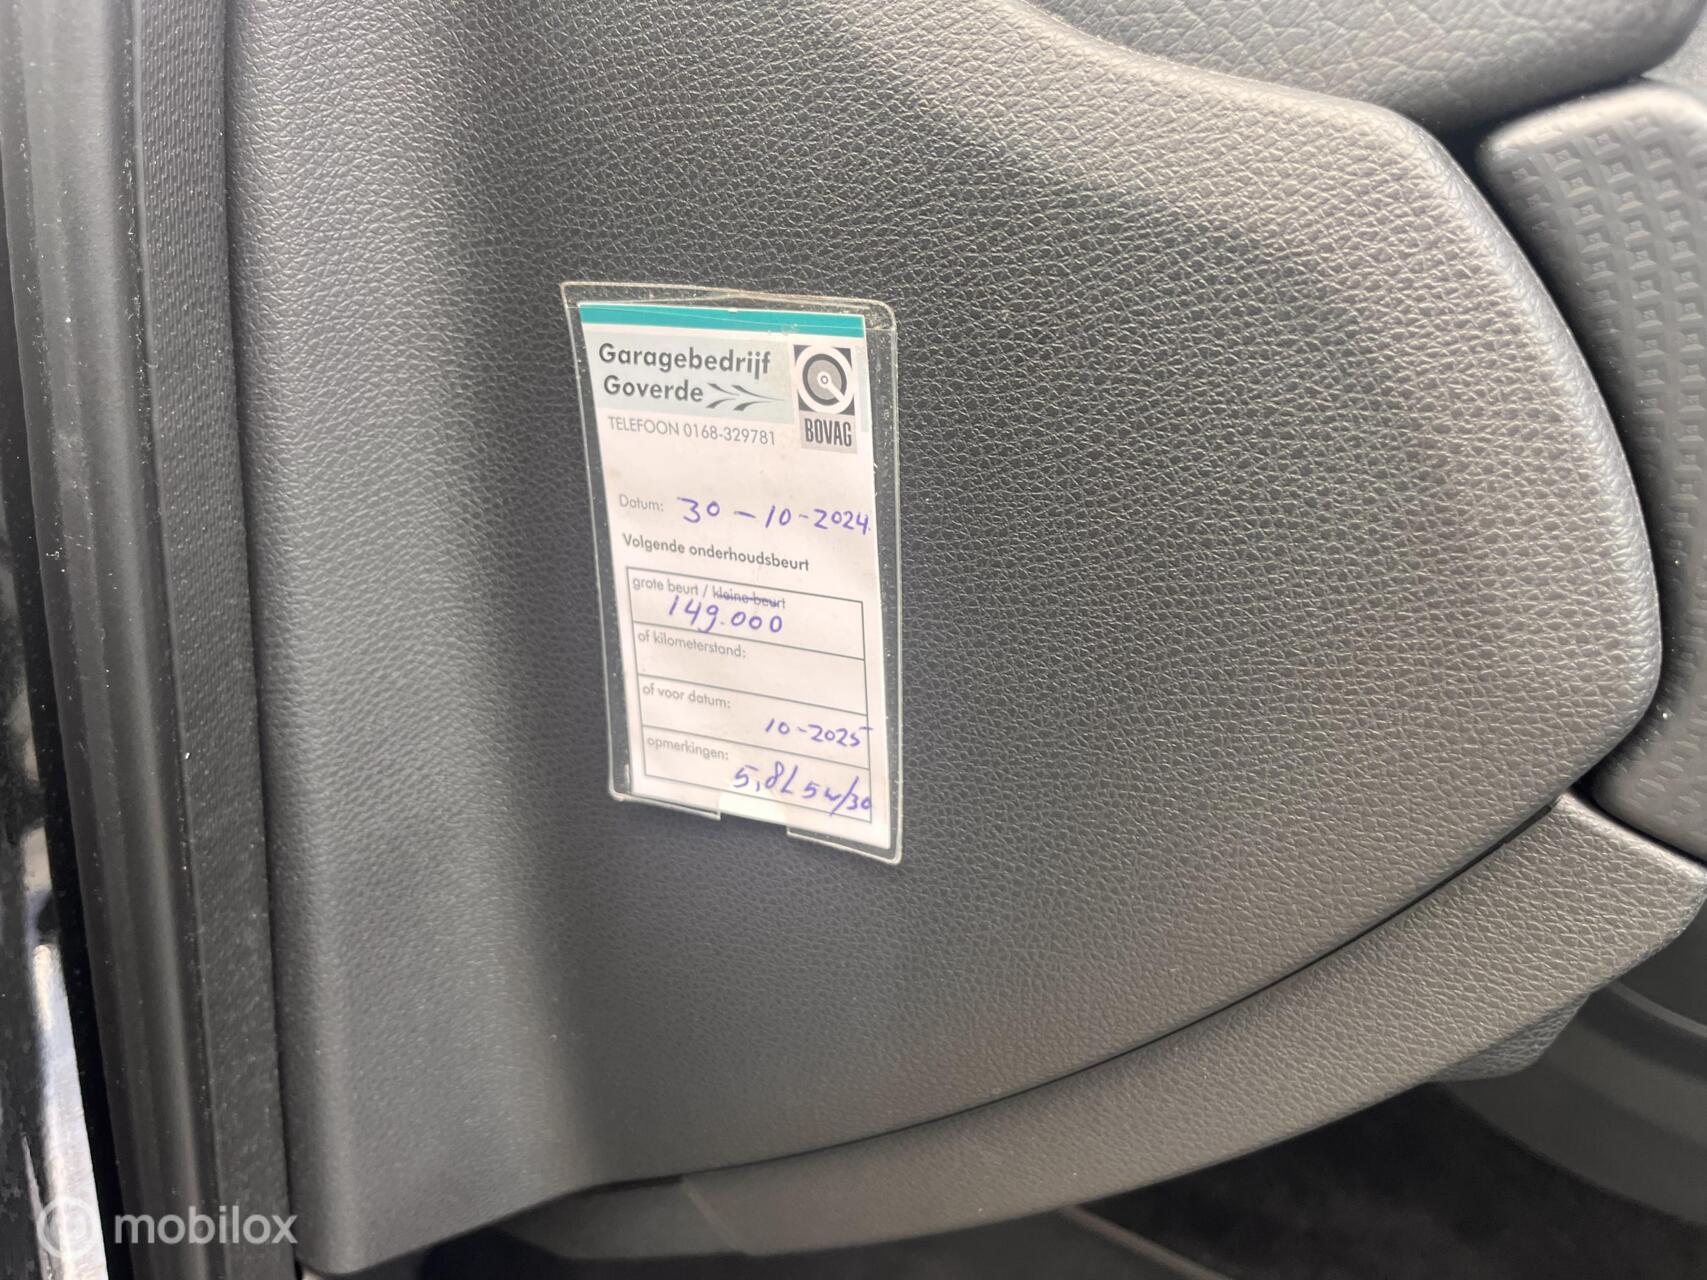 Garagebedrijf
Goverde
BOVAG
TELEFOON 0168-329781
Datum: 30-10-2024
Volgende onderhoudsbeurt
grote beurt / kleine beurt
149.000
of kilometerstand:
of voor datum:
10-2025
opmerkingen:
5,8L 5w/30
mobilox